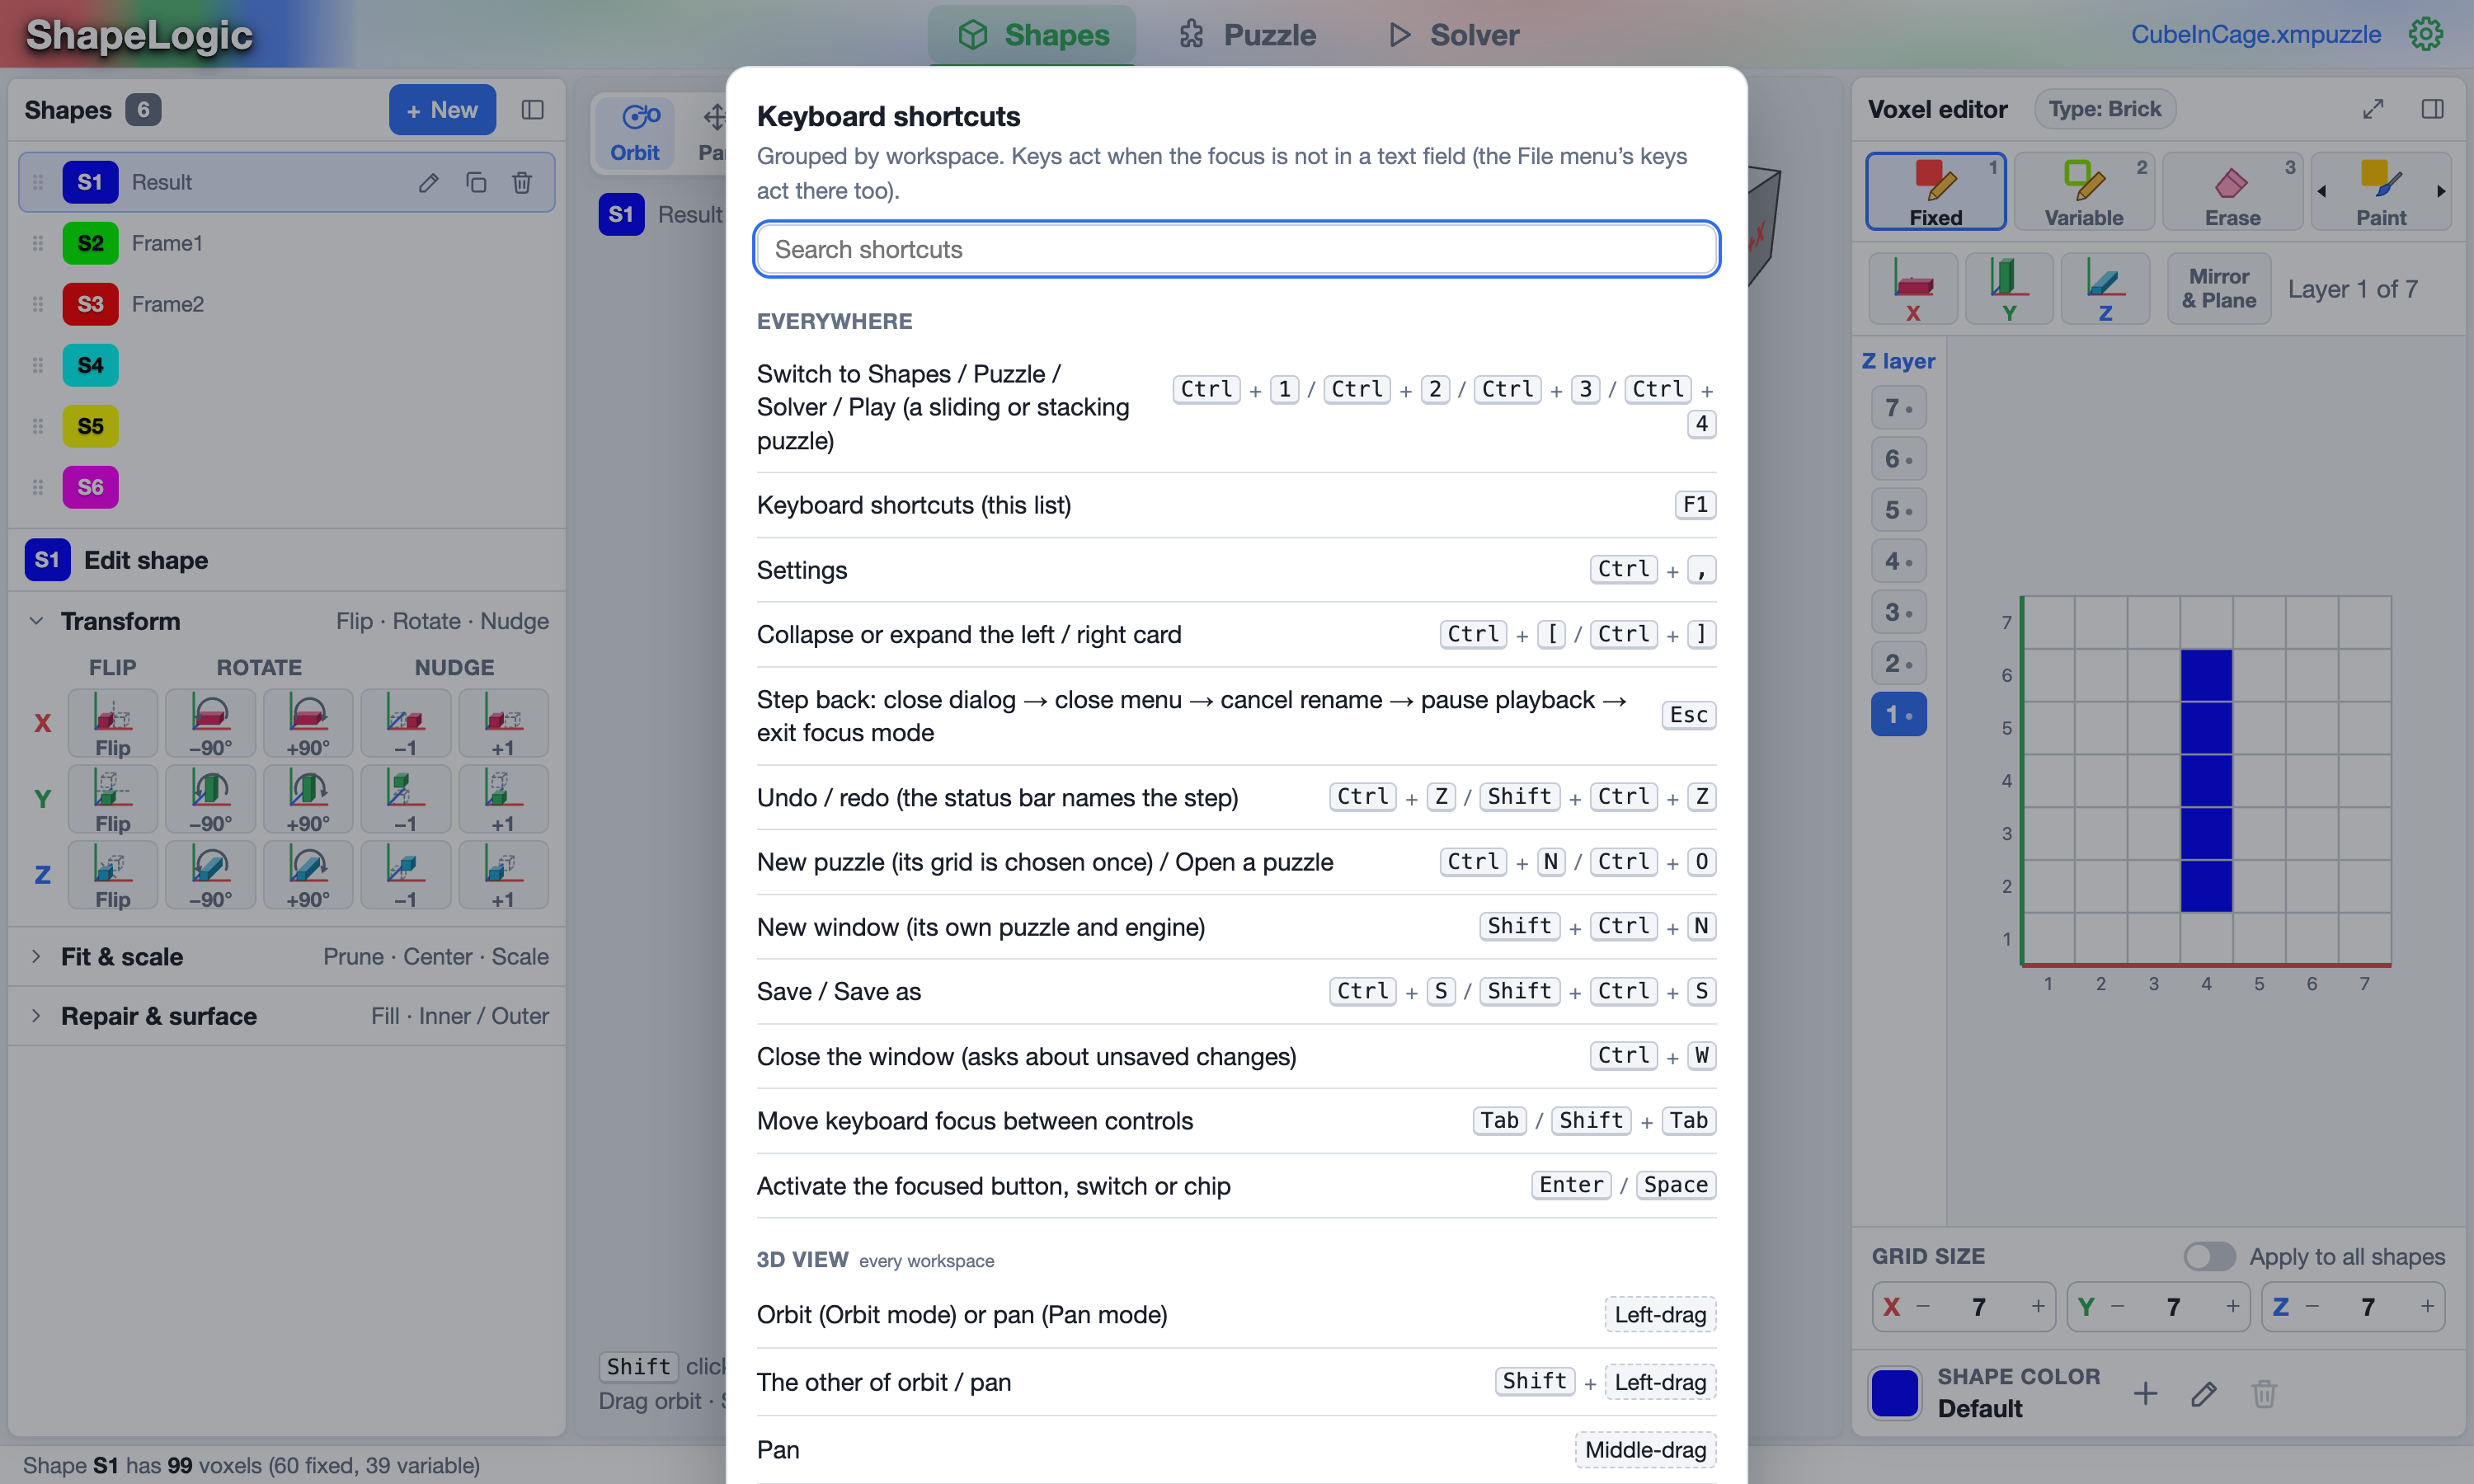 ShapeLogic
Shapes
Puzzle
Solver
CubeInCage.xmpuzzle
Shapes 6
+ New
S1 Result
S2 Frame1
S3 Frame2
S4
S5
S6
S1 Edit shape
Transform Flip · Rotate · Nudge
FLIP ROTATE NUDGE
X Flip −90° +90° −1 +1
Y Flip −90° +90° −1 +1
Z Flip −90° +90° −1 +1
Fit & scale Prune · Center · Scale
Repair & surface Fill · Inner / Outer
Shape S1 has 99 voxels (60 fixed, 39 variable)
Orbit
S1 Result
Shift
Drag orbit ·
Keyboard shortcuts
Grouped by workspace. Keys act when the focus is not in a text field (the File menu’s keys
act there too).
Search shortcuts
EVERYWHERE
Switch to Shapes / Puzzle /
Solver / Play (a sliding or stacking
puzzle)
Ctrl + 1 / Ctrl + 2 / Ctrl + 3 / Ctrl +
4
Keyboard shortcuts (this list) F1
Settings Ctrl + ,
Collapse or expand the left / right card Ctrl + [ / Ctrl + ]
Step back: close dialog → close menu → cancel rename → pause playback →
exit focus mode
Esc
Undo / redo (the status bar names the step) Ctrl + Z / Shift + Ctrl + Z
New puzzle (its grid is chosen once) / Open a puzzle Ctrl + N / Ctrl + O
New window (its own puzzle and engine) Shift + Ctrl + N
Save / Save as Ctrl + S / Shift + Ctrl + S
Close the window (asks about unsaved changes) Ctrl + W
Move keyboard focus between controls Tab / Shift + Tab
Activate the focused button, switch or chip Enter / Space
3D VIEW every workspace
Orbit (Orbit mode) or pan (Pan mode) Left-drag
The other of orbit / pan Shift + Left-drag
Pan Middle-drag
+X
Voxel editor Type: Brick
Fixed 1
Variable 2
Erase 3
Paint
X
Y
Z
Mirror
& Plane
Layer 1 of 7
Z layer
7
6
5
4
3
2
1
7
6
5
4
3
2
1
1 2 3 4 5 6 7
GRID SIZE Apply to all shapes
X − 7 + Y − 7 + Z − 7 +
SHAPE COLOR
Default